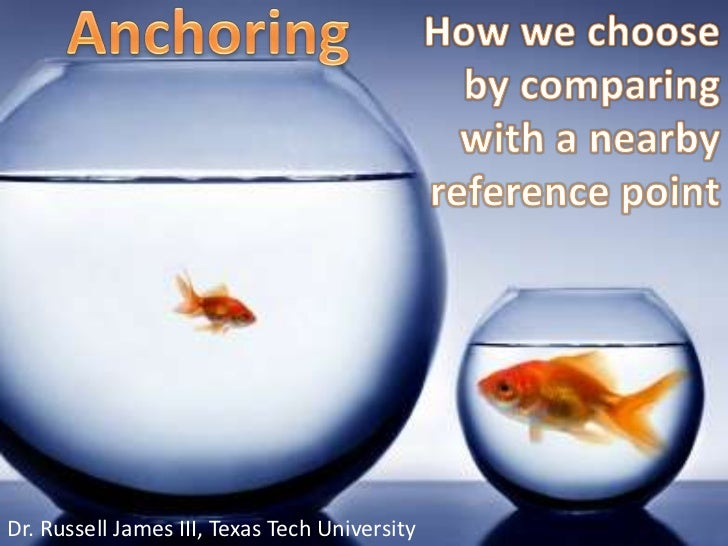 Anchoring
How we choose
by comparing
with a nearby
reference point
Dr. Russell James III, Texas Tech University